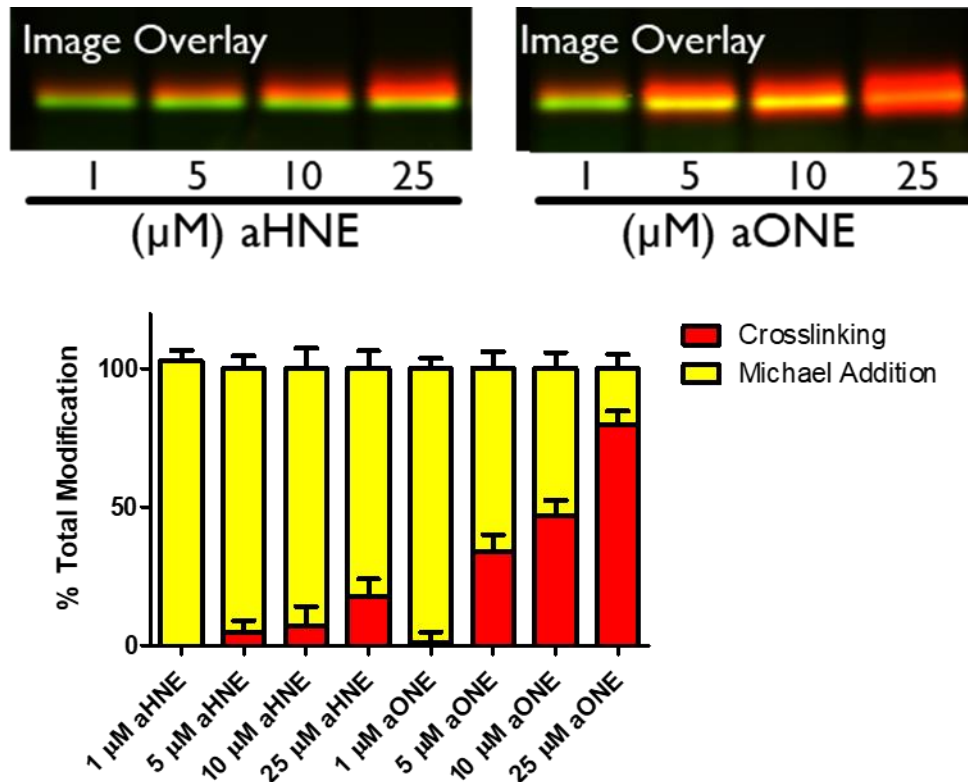 Image Overlay
1 5 10 25
(µM) aHNE
Image Overlay
1 5 10 25
(µM) aONE
% Total Modification
100
50
0
Crosslinking
Michael Addition
1 µM aHNE
5 µM aHNE
10 µM aHNE
25 µM aHNE
1 µM aONE
5 µM aONE
10 µM aONE
25 µM aONE